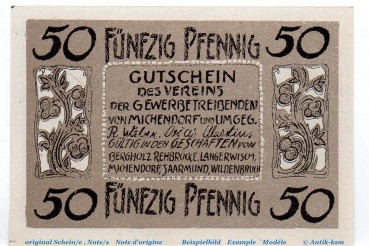 50 FÜNFZIG PFENNIG 50
GUTSCHEIN
DES VEREINS
DER GEWERBETREIBENDEN
VON MICHENDORF UND UMGEG.
GÜLTIG IN DEN GESCHÄFTEN VON
BERGHOLZ-REHBRÜCKE, LANGERWISCH,
MICHENDORF, SAARMUND, WILDENBRUCH
50 FÜNFZIG PFENNIG 50
original Schein/e , Note/s Note d'origine Beispielbild Example Modèle © Antik-kam